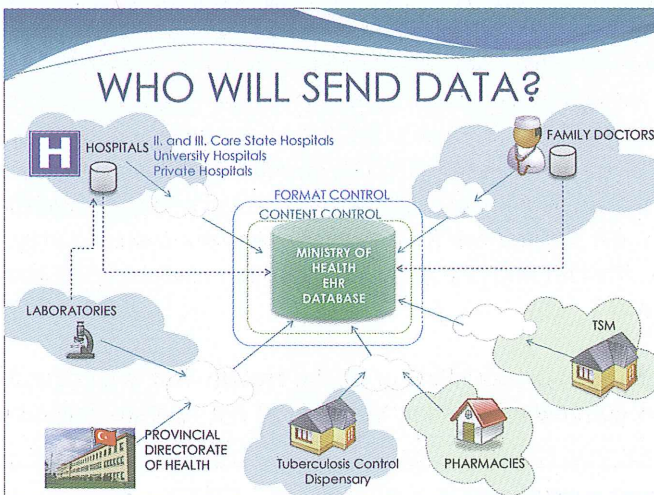 WHO WILL SEND DATA?
H
HOSPITALS
II. and III. Care State Hospitals
University Hospitals
Private Hospitals
FAMILY DOCTORS
FORMAT CONTROL
CONTENT CONTROL
MINISTRY OF
HEALTH
EHR
DATABASE
LABORATORIES
TSM
PROVINCIAL
DIRECTORATE
OF HEALTH
Tuberculosis Control
Dispensary
PHARMACIES